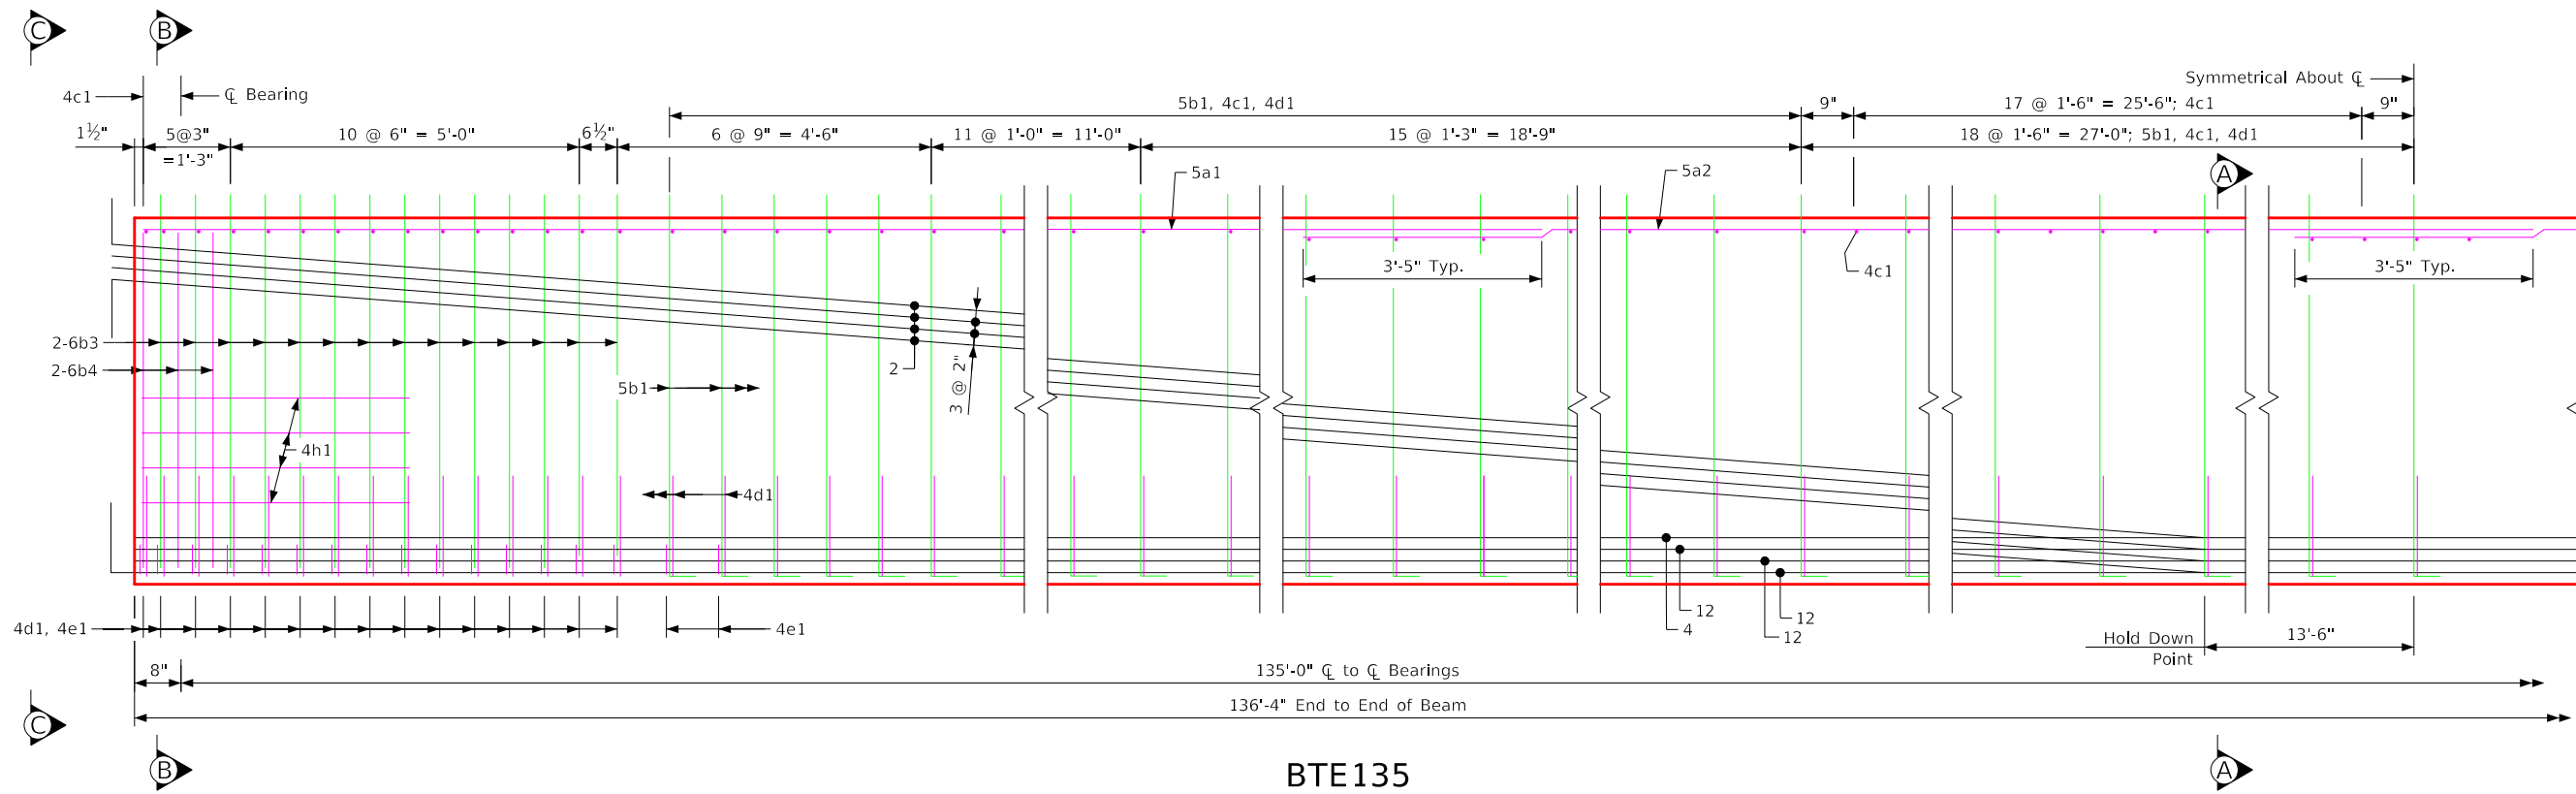 C
B
4c1
℄ Bearing
Symmetrical About ℄
5b1, 4c1, 4d1
9"
17 @ 1'-6" = 25'-6"; 4c1
9"
1½"
5@3"
=1'-3"
10 @ 6" = 5'-0"
6½"
6 @ 9" = 4'-6"
11 @ 1'-0" = 11'-0"
15 @ 1'-3" = 18'-9"
18 @ 1'-6" = 27'-0"; 5b1, 4c1, 4d1
5a1
5a2
A
3'-5" Typ.
4c1
3'-5" Typ.
2-6b3
2-6b4
2
3 @ 2"
5b1
4h1
4d1
12
4
12
12
4d1, 4e1
4e1
Hold Down
Point
13'-6"
8"
135'-0" ℄ to ℄ Bearings
136'-4" End to End of Beam
C
B
A
BTE135